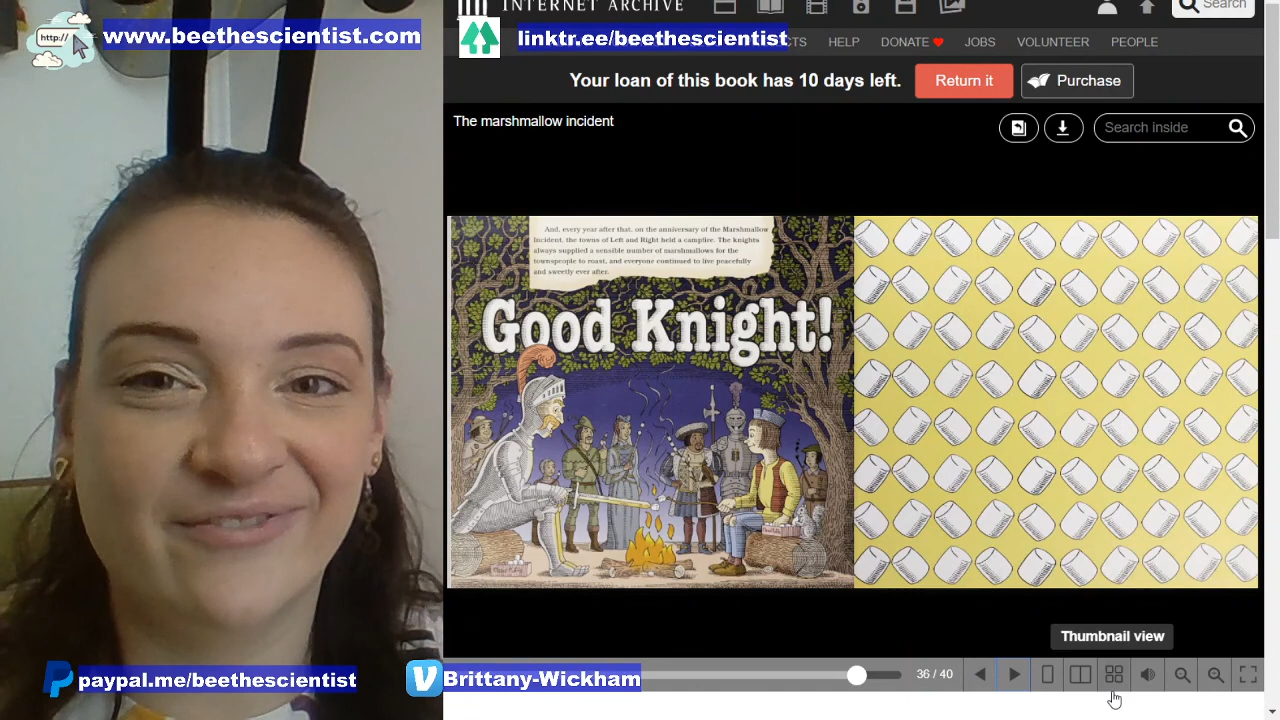 http://
www.beethescientist.com
linktr.ee/beethescientist
INTERNET ARCHIVE
Search
HELP
DONATE
JOBS
VOLUNTEER
PEOPLE
Your loan of this book has 10 days left.
Return it
Purchase
The marshmallow incident
Search inside
And, every year after that, on the anniversary of the Marshmallow
Incident, the towns of Left and Right held a campfire. The knights
always supplied a sensible number of marshmallows for the
townspeople to roast, and everyone continued to live peacefully
and sweetly ever after.
Good Knight!
Thumbnail view
36 / 40
paypal.me/beethescientist
Brittany-Wickham